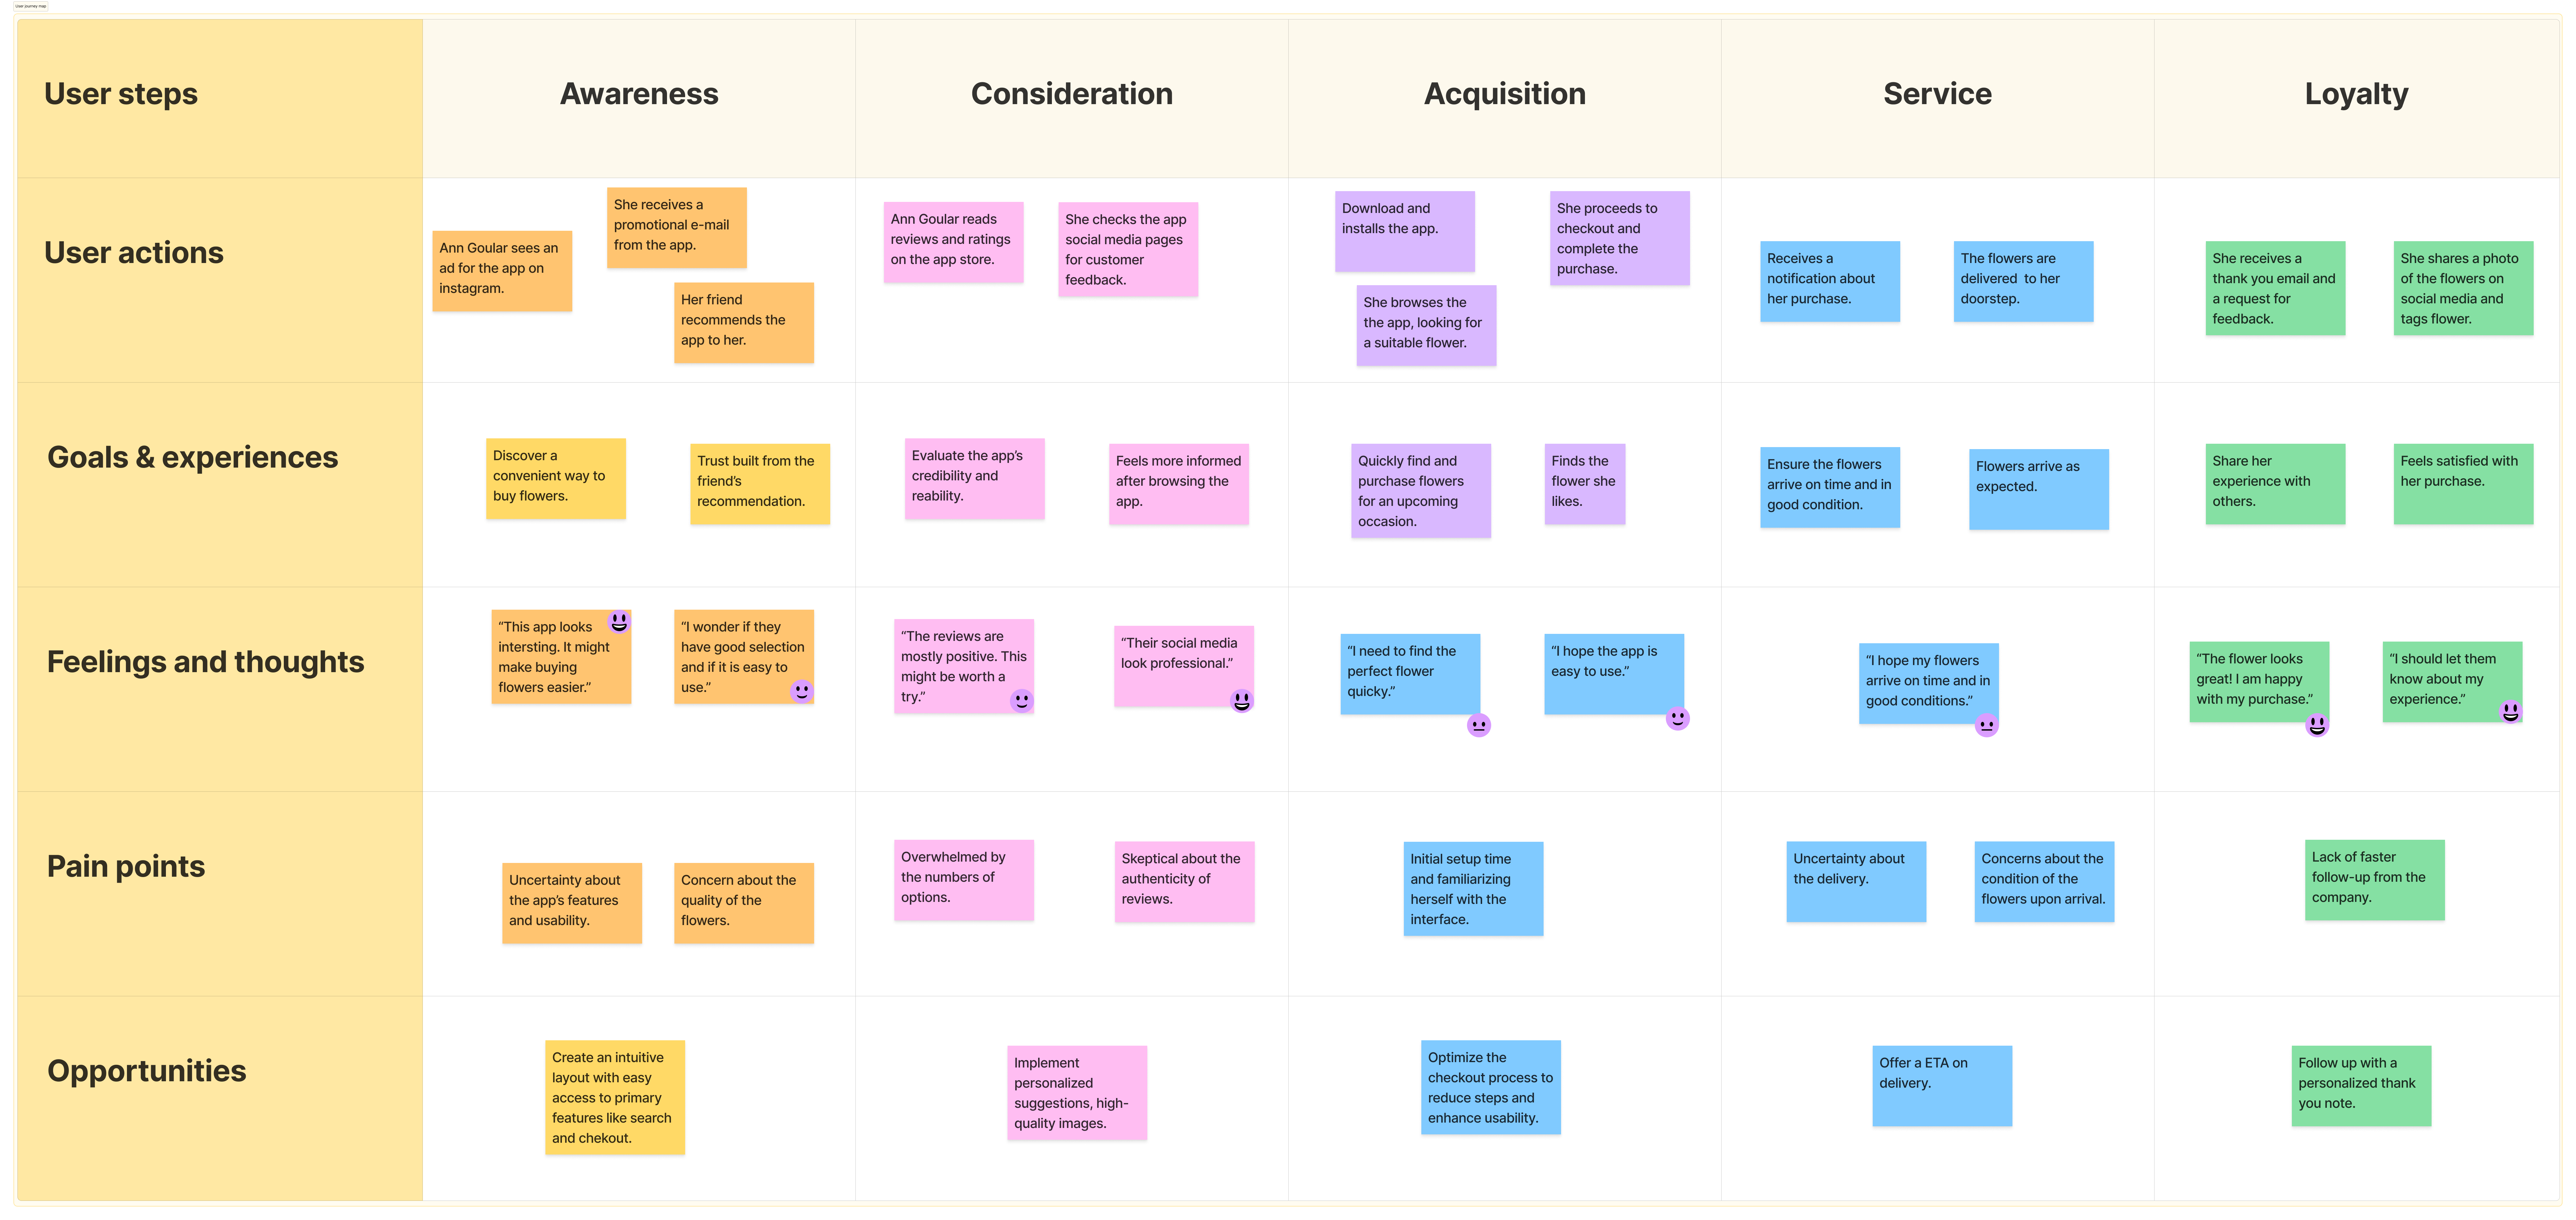 User journey map
User steps
Awareness
Consideration
Acquisition
Service
Loyalty
User actions
Ann Goular sees an
ad for the app on
instagram.
She receives a
promotional e-mail
from the app.
Her friend
recommends the
app to her.
Ann Goular reads
reviews and ratings
on the app store.
She checks the app
social media pages
for customer
feedback.
Download and
installs the app.
She browses the
the app, looking for
a suitable flower.
She proceeds to
checkout and
complete the
purchase.
Receives a
notification about
her purchase.
The flowers are
delivered  to her
doorstep.
She receives a
thank you email and
a request for
feedback.
She shares a photo
of the flowers on
social media and
tags flower.
Goals & experiences
Discover a
convenient way to
buy flowers.
Trust built from the
friend’s
recommendation.
Evaluate the app’s
credibility and
reability.
Feels more informed
after browsing the
app.
Quickly find and
purchase flowers
for an upcoming
occasion.
Finds the
flower she
likes.
Ensure the flowers
arrive on time and in
good condition.
Flowers arrive as
expected.
Share her
experience with
others.
Feels satisfied with
her purchase.
Feelings and thoughts
“This app looks
intersting. It might
make buying
flowers easier.”
“I wonder if they
have good selection
and if it is easy to
use.”
“The reviews are
mostly positive. This
might be worth a
try.”
“Their social media
look professional.”
“I need to find the
perfect flower
quicky.”
“I hope the app is
easy to use.”
“I hope my flowers
arrive on time and in
good conditions.”
“The flower looks
great! I am happy
with my purchase.”
“I should let them
know about my
experience.”
Pain points
Uncertainty about
the app’s features
and usability.
Concern about the
quality of the
flowers.
Overwhelmed by
the numbers of
options.
Skeptical about the
authenticity of
reviews.
Initial setup time
and familiarizing
herself with the
interface.
Uncertainty about
the delivery.
Concerns about the
condition of the
flowers upon arrival.
Lack of faster
follow-up from the
company.
Opportunities
Create an intuitive
layout with easy
access to primary
features like search
and chekout.
Implement
personalized
suggestions, high-
quality images.
Optimize the
checkout process to
reduce steps and
enhance usability.
Offer a ETA on
delivery.
Follow up with a
personalized thank
you note.